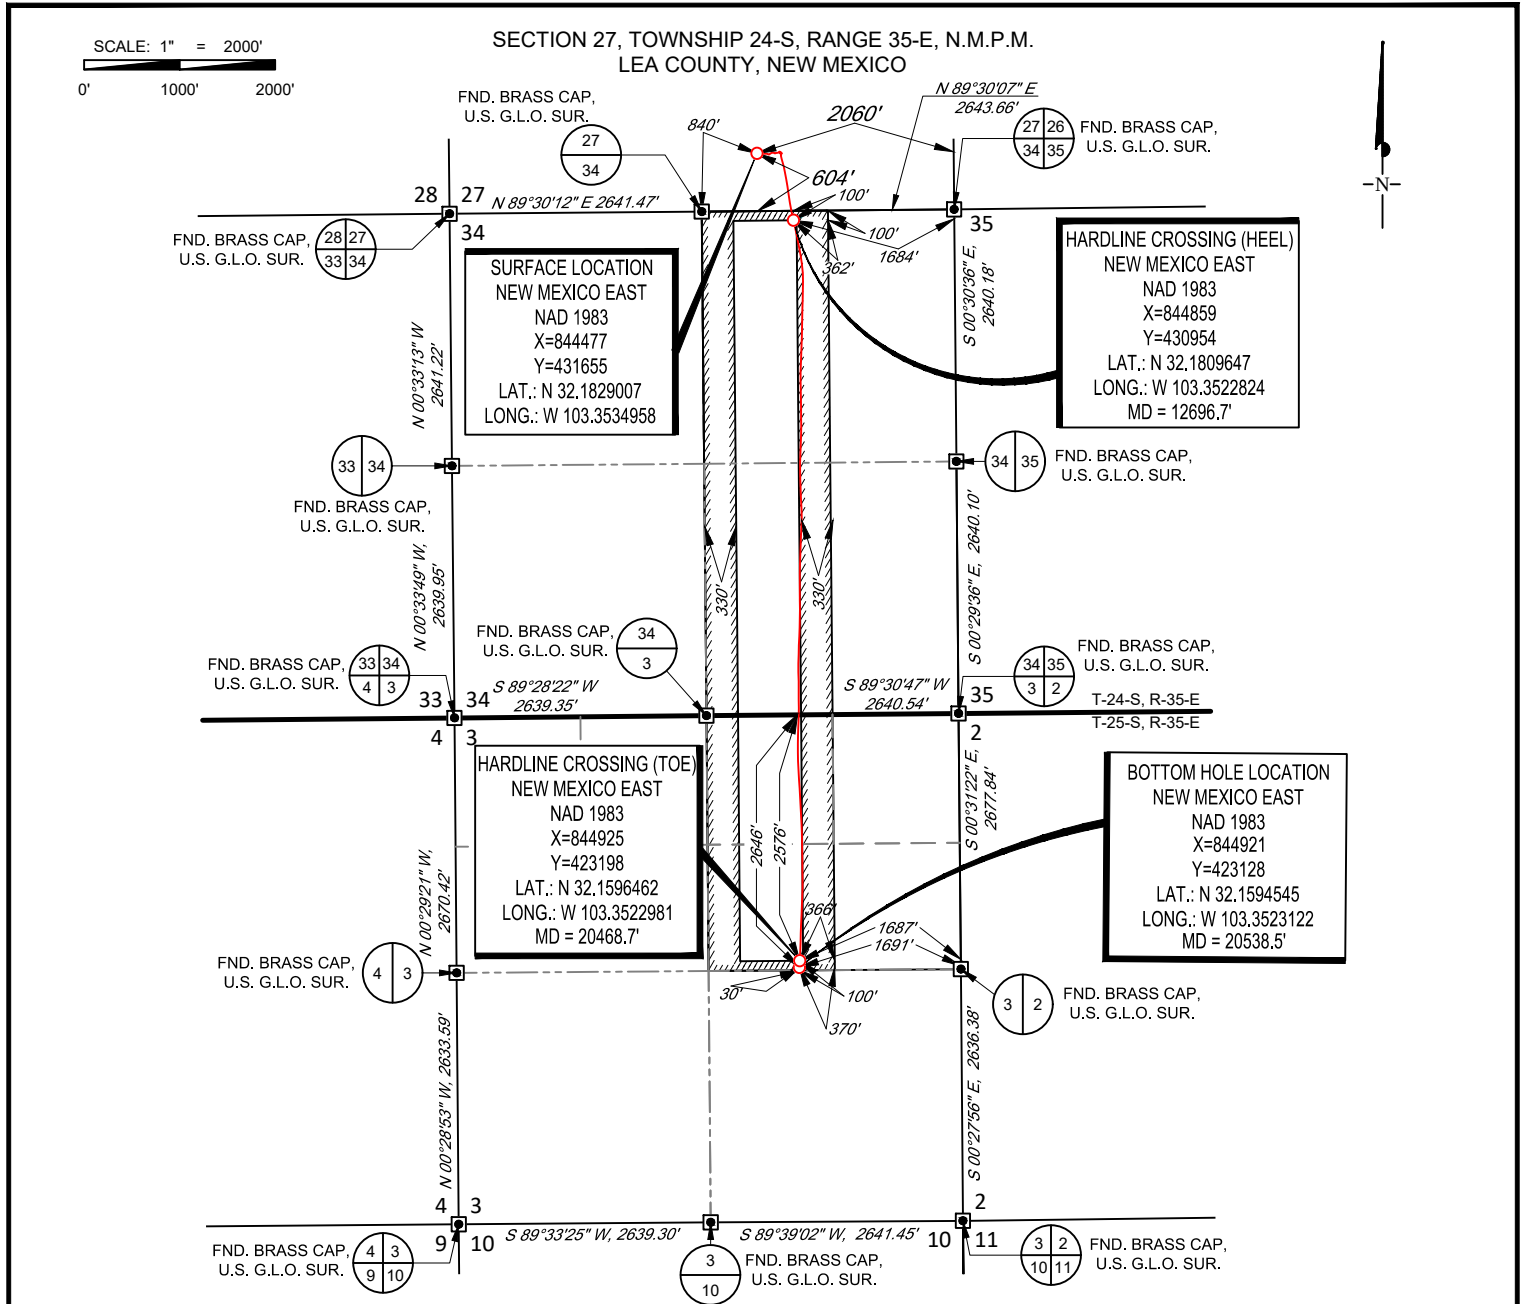 SECTION 27, TOWNSHIP 24-S, RANGE 35-E, N.M.P.M.
LEA COUNTY, NEW MEXICO
SCALE: 1" = 2000'
0' 1000' 2000'
-N-
FND. BRASS CAP,
U.S. G.L.O. SUR.
27
34
840'
2060'
N 89°30'07" E
2643.66'
27 26
34 35
FND. BRASS CAP,
U.S. G.L.O. SUR.
604'
100'
28 27
34
N 89°30'12" E 2641.47'
35
FND. BRASS CAP,
U.S. G.L.O. SUR.
28 27
33 34
100'
362'
1684'
SURFACE LOCATION
NEW MEXICO EAST
NAD 1983
X=844477
Y=431655
LAT.: N 32.1829007
LONG.: W 103.3534958
HARDLINE CROSSING (HEEL)
NEW MEXICO EAST
NAD 1983
X=844859
Y=430954
LAT.: N 32.1809647
LONG.: W 103.3522824
MD = 12696.7'
N 00°33'13" W
2641.22'
S 00°30'36" E,
2640.18'
33 34
FND. BRASS CAP,
U.S. G.L.O. SUR.
34 35
FND. BRASS CAP,
U.S. G.L.O. SUR.
N 00°33'49" W,
2639.95'
330'
330'
S 00°29'36" E, 2640.10'
FND. BRASS CAP,
U.S. G.L.O. SUR.
34
3
FND. BRASS CAP,
U.S. G.L.O. SUR.
33 34
4 3
34 35
3 2
FND. BRASS CAP,
U.S. G.L.O. SUR.
33 34
4 3
S 89°28'22" W
2639.35'
S 89°30'47" W
2640.54'
35
2
T-24-S, R-35-E
T-25-S, R-35-E
HARDLINE CROSSING (TOE)
NEW MEXICO EAST
NAD 1983
X=844925
Y=423198
LAT.: N 32.1596462
LONG.: W 103.3522981
MD = 20468.7'
BOTTOM HOLE LOCATION
NEW MEXICO EAST
NAD 1983
X=844921
Y=423128
LAT.: N 32.1594545
LONG.: W 103.3523122
MD = 20538.5'
N 00°29'21" W,
2670.42'
2646'
2576'
S 00°31'22" E,
2677.84'
366'
1687'
1691'
30'
100'
370'
FND. BRASS CAP,
U.S. G.L.O. SUR.
4 3
3 2
FND. BRASS CAP,
U.S. G.L.O. SUR.
N 00°28'53" W, 2633.59'
S 00°27'56" E, 2636.38'
4 3
9 10
S 89°33'25" W, 2639.30'
S 89°39'02" W, 2641.45'
2
10 11
FND. BRASS CAP,
U.S. G.L.O. SUR.
4 3
9 10
3
10
FND. BRASS CAP,
U.S. G.L.O. SUR.
3 2
10 11
FND. BRASS CAP,
U.S. G.L.O. SUR.